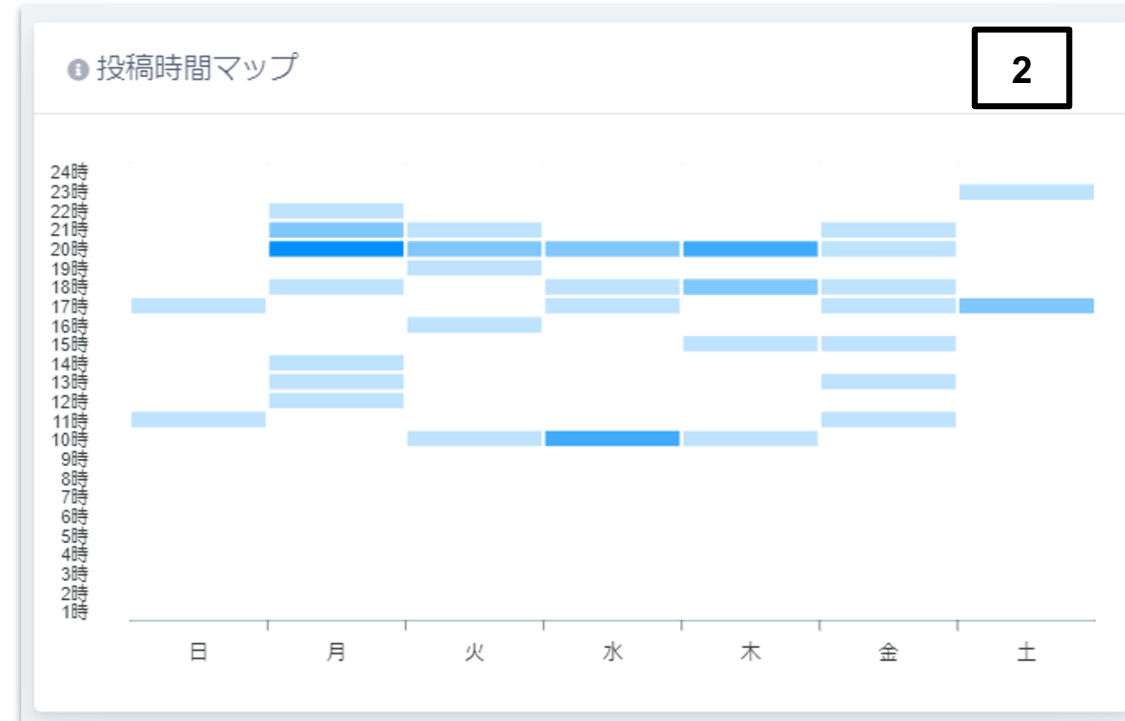 投稿時間マップ
2
24時
23時
22時
21時
20時
19時
18時
17時
16時
15時
14時
13時
12時
11時
10時
9時
8時
7時
6時
5時
4時
3時
2時
1時
日 月 火 水 木 金 土